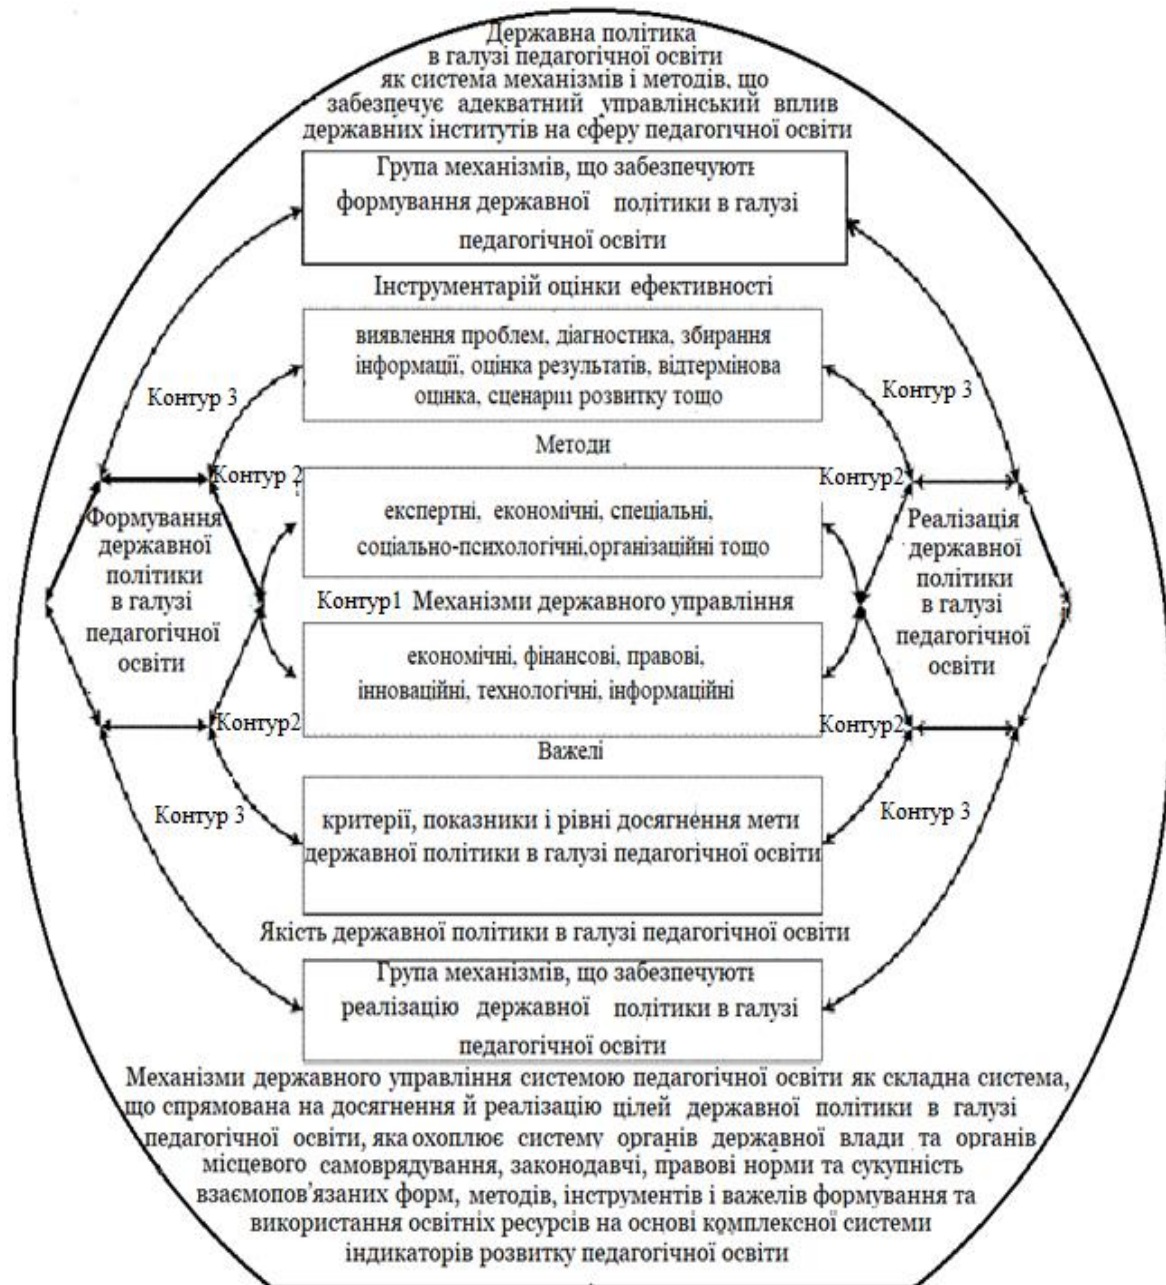 Державна політика
в галузі педагогічної освіти
як система механізмів і методів, що
забезпечує адекватний управлінський вплив
державних інститутів на сферу педагогічної освіти
Група механізмів, що забезпечують
формування державної політики в галузі
педагогічної освіти
Інструментарій оцінки ефективності
виявлення проблем, діагностика, збирання
інформації, оцінка результатів, відтермінова
оцінка, сценарії розвитку тощо
Контур 3
Контур 3
Методи
Контур 2
Контур2
експертні, економічні, спеціальні,
соціально-психологічні,організаційні тощо
Формування
державної
політики
в галузі
педагогічної
освіти
Реалізація
державної
політики
в галузі
педагогічної
освіти
Контур1 Механізми державного управління
економічні, фінансові, правові,
інноваційні, технологічні, інформаційні
Контур2
Контур2
Важелі
Контур 3
Контур 3
критерії, показники і рівні досягнення мети
державної політики в галузі педагогічної освіти
Якість державної політики в галузі педагогічної освіти
Група механізмів, що забезпечують
реалізацію державної політики в галузі
педагогічної освіти
Механізми державного управління системою педагогічної освіти як складна система,
що спрямована на досягнення й реалізацію цілей державної політики в галузі
педагогічної освіти, яка охоплює систему органів державної влади та органів
місцевого самоврядування, законодавчі, правові норми та сукупність
взаємопов’язаних форм, методів, інструментів і важелів формування та
використання освітніх ресурсів на основі комплексної системи
індикаторів розвитку педагогічної освіти